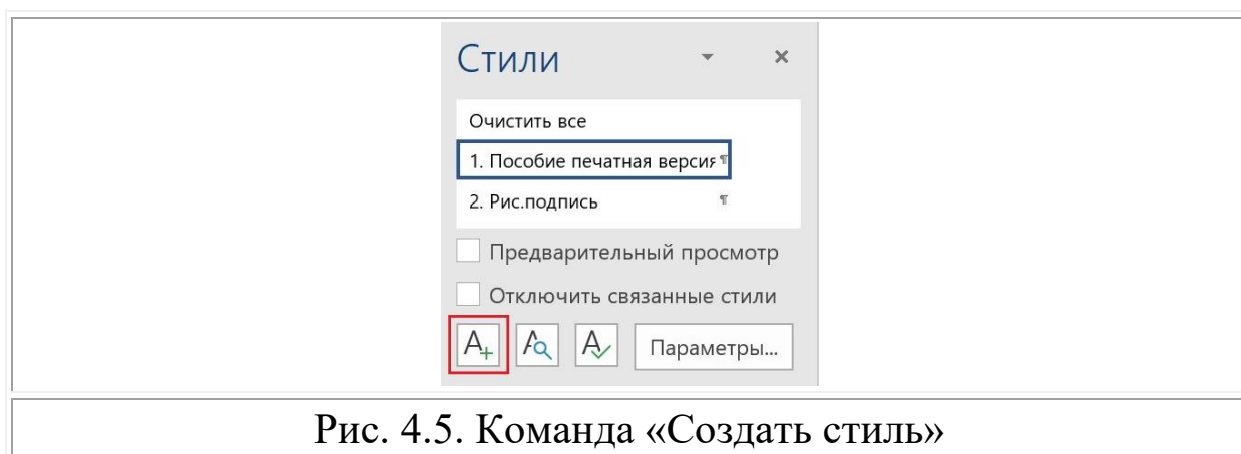 Стили
Очистить все
1. Пособие печатная версия ¶
2. Рис.подпись ¶
Предварительный просмотр
Отключить связанные стили
Параметры...
Рис. 4.5. Команда «Создать стиль»